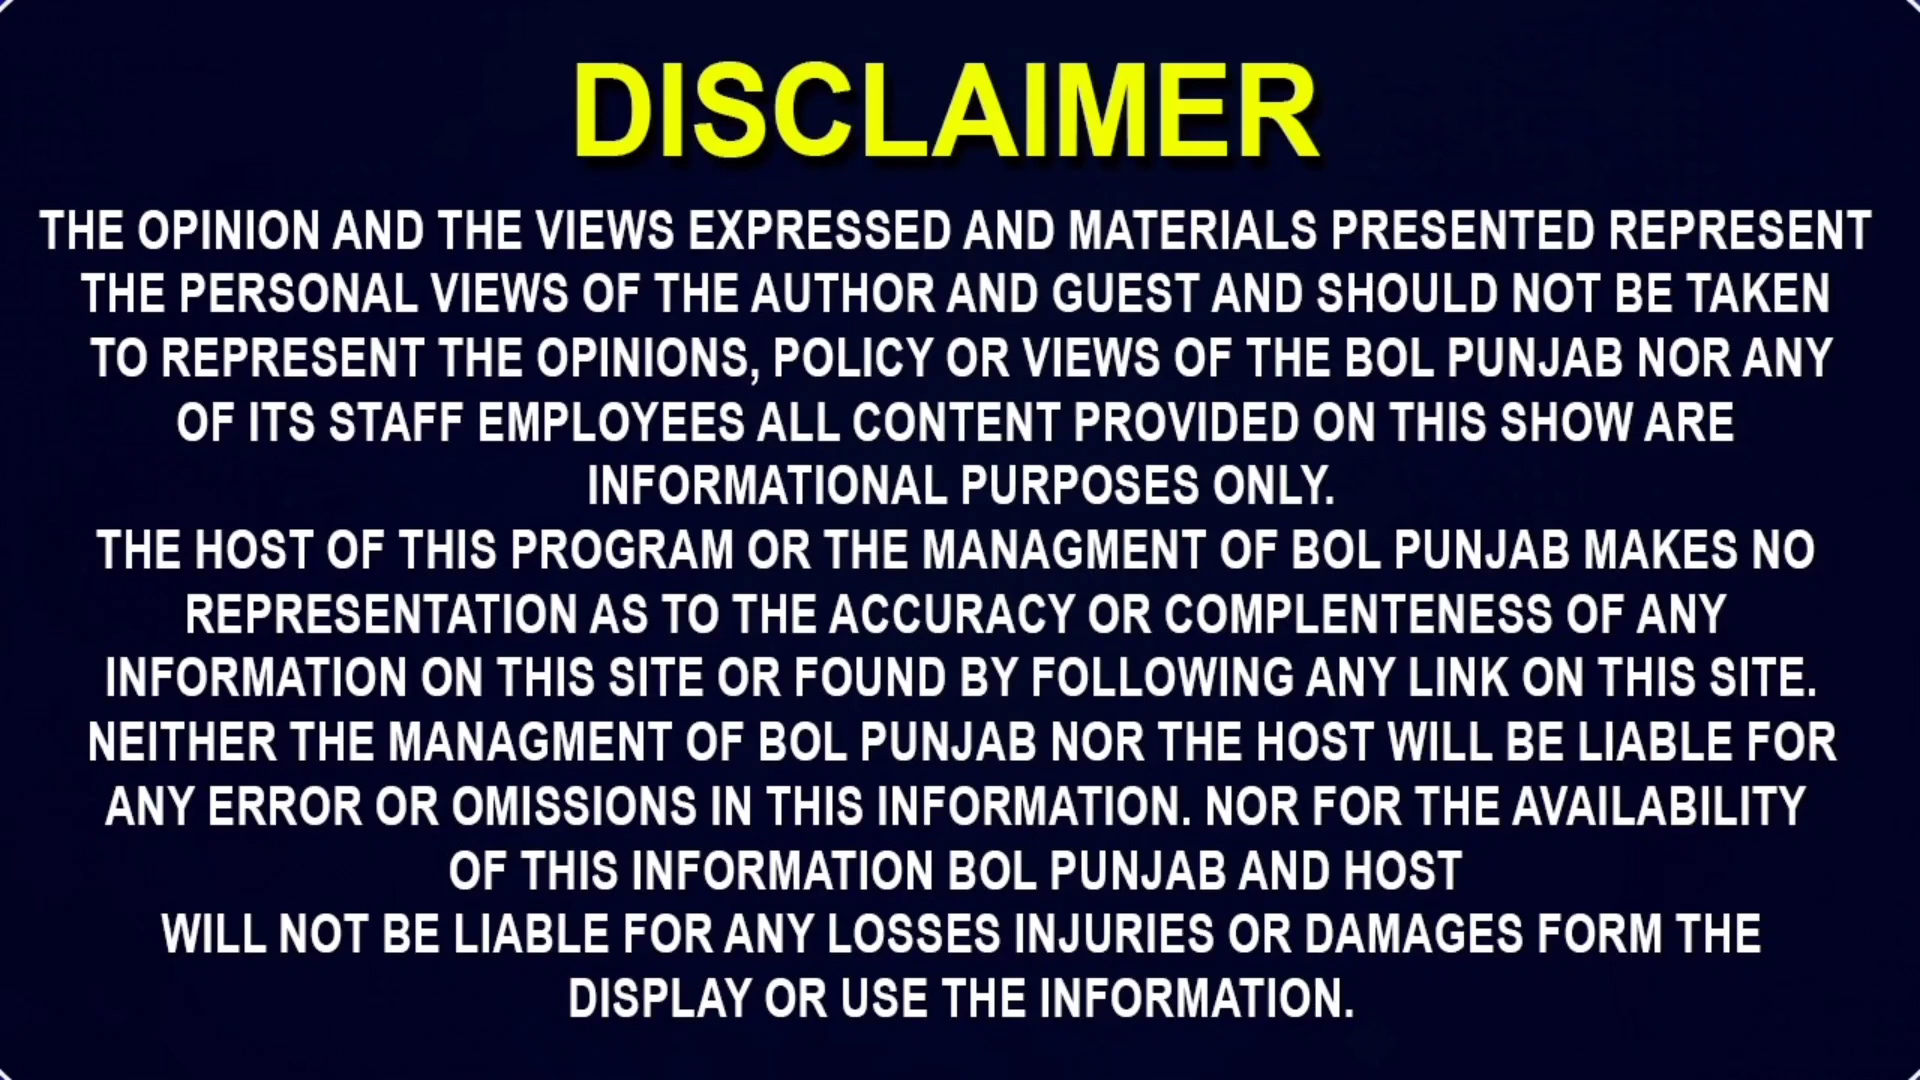 DISCLAIMER
THE OPINION AND THE VIEWS EXPRESSED AND MATERIALS PRESENTED REPRESENT
THE PERSONAL VIEWS OF THE AUTHOR AND GUEST AND SHOULD NOT BE TAKEN
TO REPRESENT THE OPINIONS, POLICY OR VIEWS OF THE BOL PUNJAB NOR ANY
OF ITS STAFF EMPLOYEES ALL CONTENT PROVIDED ON THIS SHOW ARE
INFORMATIONAL PURPOSES ONLY.
THE HOST OF THIS PROGRAM OR THE MANAGMENT OF BOL PUNJAB MAKES NO
REPRESENTATION AS TO THE ACCURACY OR COMPLENTENESS OF ANY
INFORMATION ON THIS SITE OR FOUND BY FOLLOWING ANY LINK ON THIS SITE.
NEITHER THE MANAGMENT OF BOL PUNJAB NOR THE HOST WILL BE LIABLE FOR
ANY ERROR OR OMISSIONS IN THIS INFORMATION. NOR FOR THE AVAILABILITY
OF THIS INFORMATION BOL PUNJAB AND HOST
WILL NOT BE LIABLE FOR ANY LOSSES INJURIES OR DAMAGES FORM THE
DISPLAY OR USE THE INFORMATION.